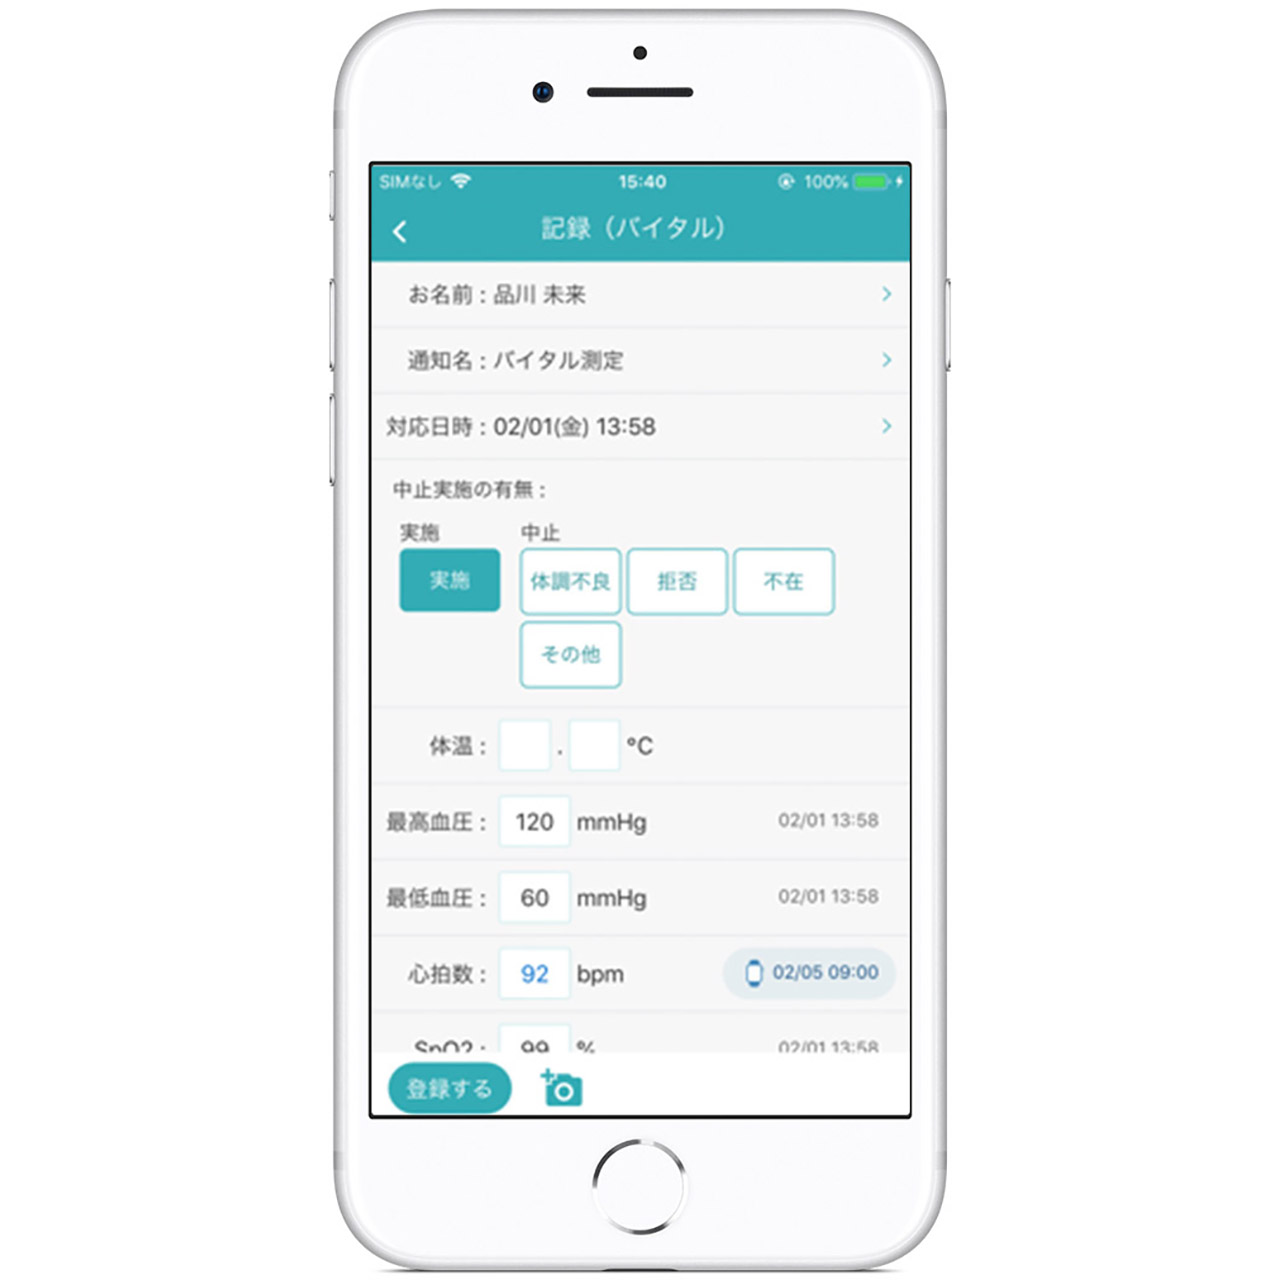 SIMなし 15:40 100%
記録（バイタル）
お名前：品川 未来
通知名：バイタル測定
対応日時：02/01(金) 13:58
中止実施の有無：
実施 中止
実施 体調不良 拒否 不在
その他
体温： . °C
最高血圧： 120 mmHg 02/01 13:58
最低血圧： 60 mmHg 02/01 13:58
心拍数： 92 bpm 02/05 09:00
SpO2： 99 % 02/01 13:58
登録する